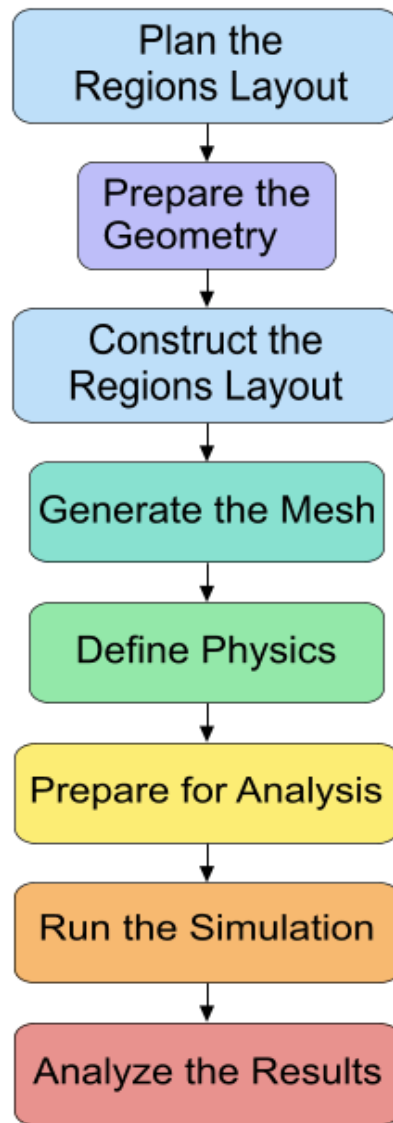 Plan the
Regions Layout
Prepare the
Geometry
Construct the
Regions Layout
Generate the Mesh
Define Physics
Prepare for Analysis
Run the Simulation
Analyze the Results